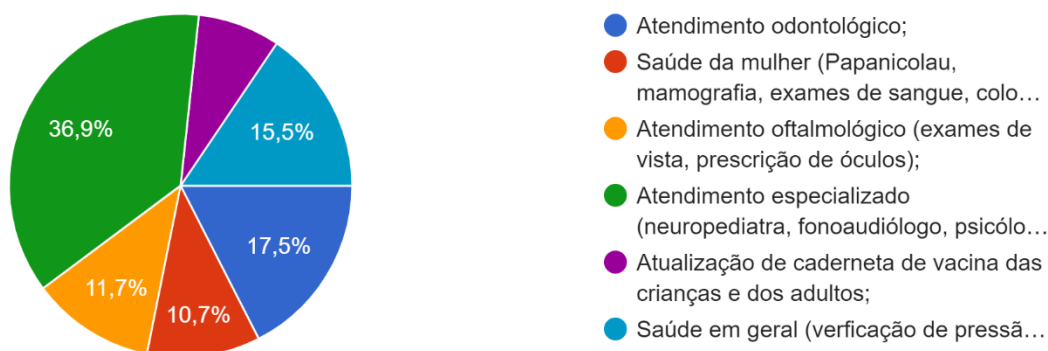 36,9%
15,5%
17,5%
11,7%
10,7%
Atendimento odontológico;
Saúde da mulher (Papanicolau,
mamografia, exames de sangue, colo…
Atendimento oftalmológico (exames de
vista, prescrição de óculos);
Atendimento especializado
(neuropediatra, fonoaudiólogo, psicólo…
Atualização de caderneta de vacina das
crianças e dos adultos;
Saúde em geral (verficação de pressã…